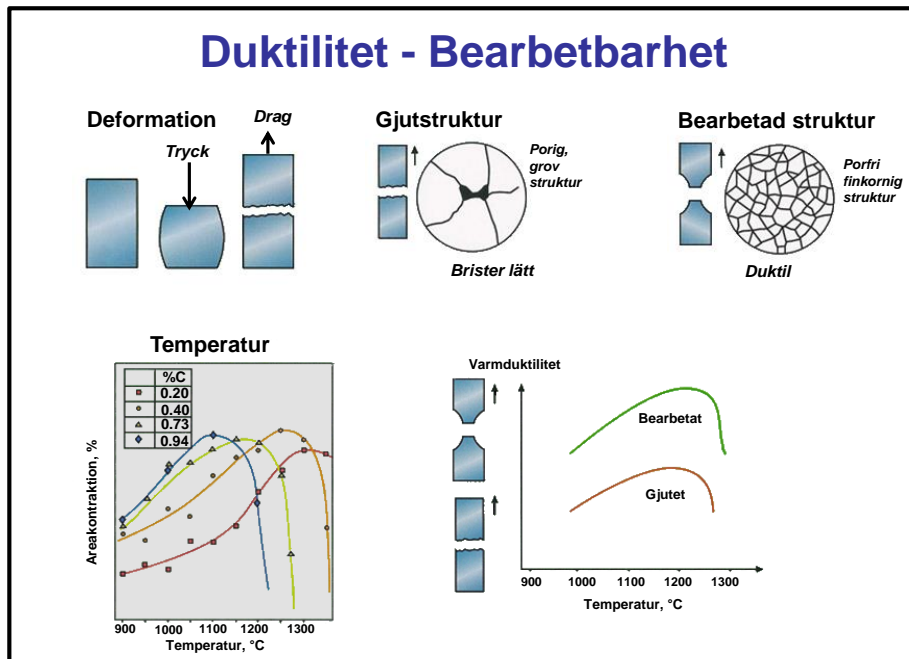 Duktilitet - Bearbetbarhet
Deformation
Tryck
Drag
Gjutstruktur
Porig,
grov
struktur
Brister lätt
Bearbetad struktur
Porfri
finkornig
struktur
Duktil
Temperatur
%C
0.20
0.40
0.73
0.94
Areakontraktion, %
900 1000 1100 1200 1300
Temperatur, °C
Varmduktilitet
Bearbetat
Gjutet
900 1000 1100 1200 1300
Temperatur, °C